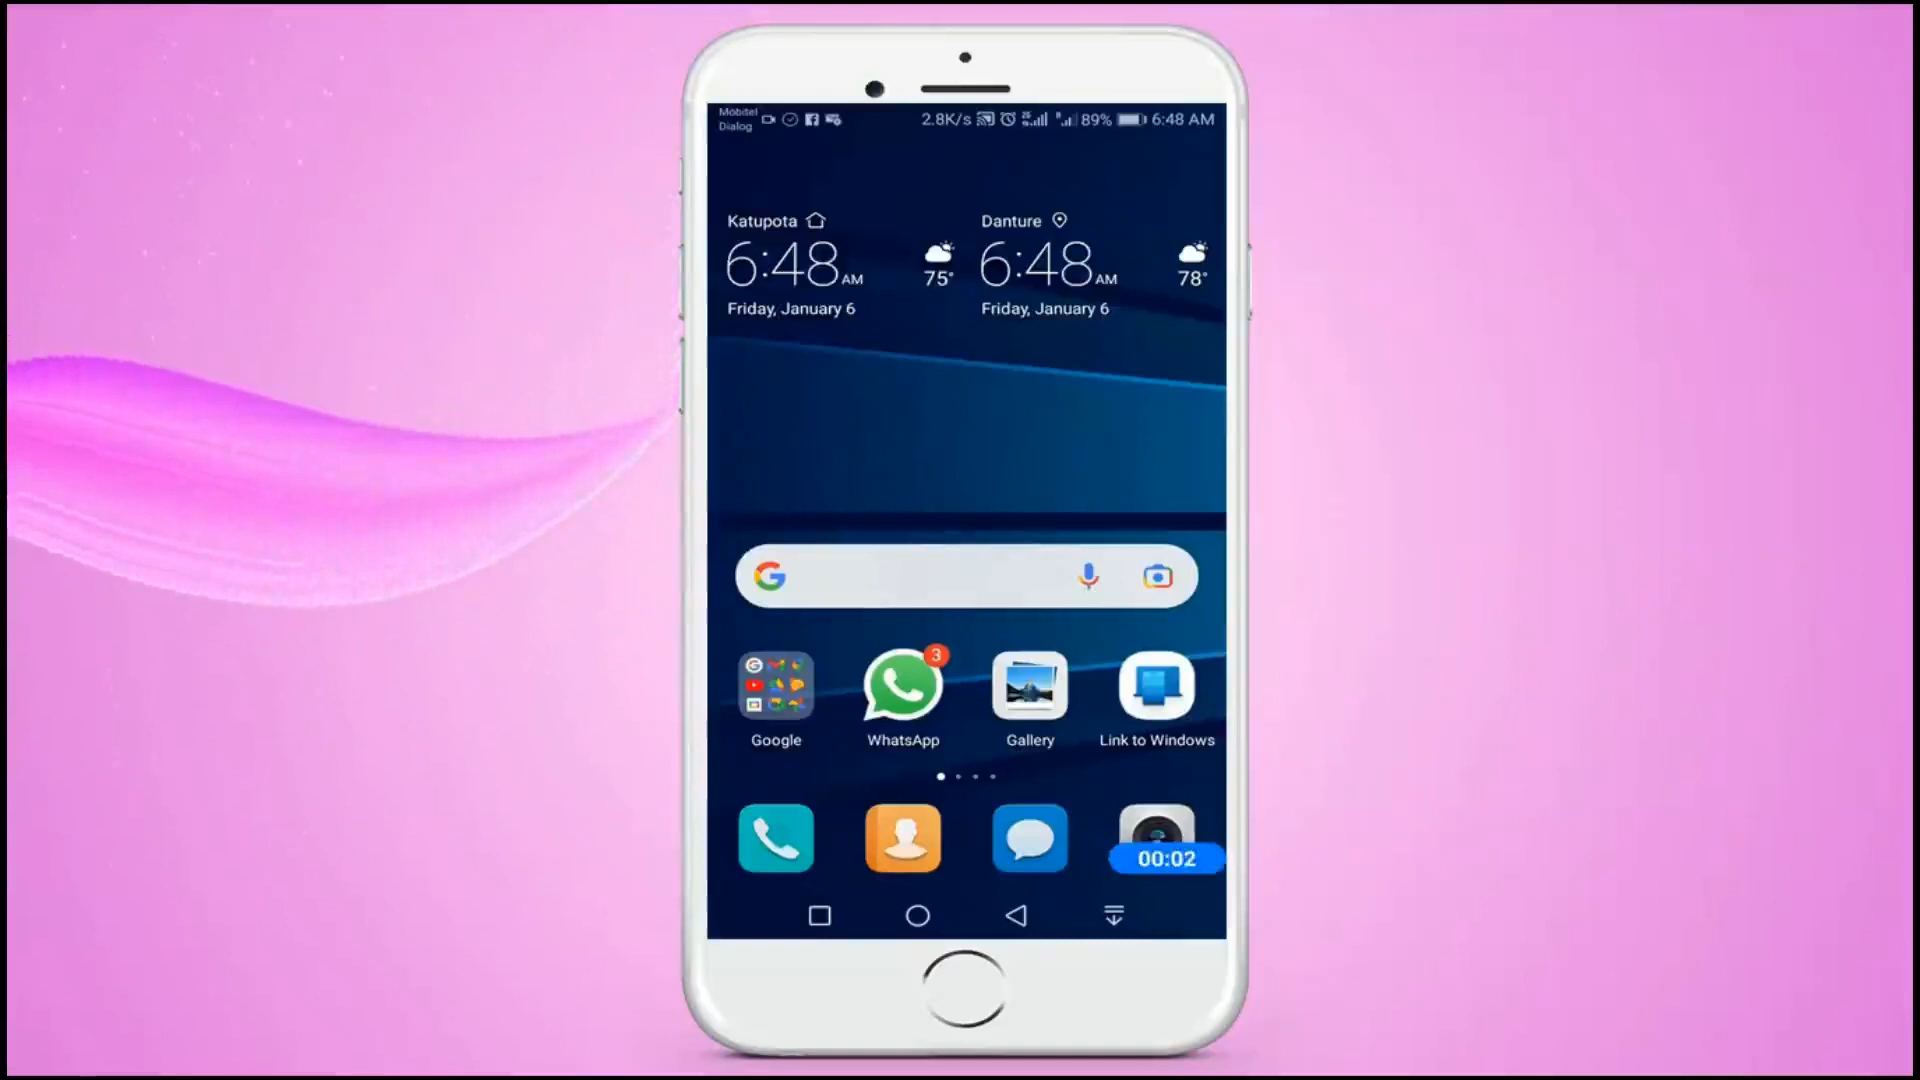 Mobitel
Dialog
2.8K/s 89% 6:48 AM
Katupota
6:48 AM
75°
Friday, January 6
Danture
6:48 AM
78°
Friday, January 6
3
Google
WhatsApp
Gallery
Link to Windows
00:02